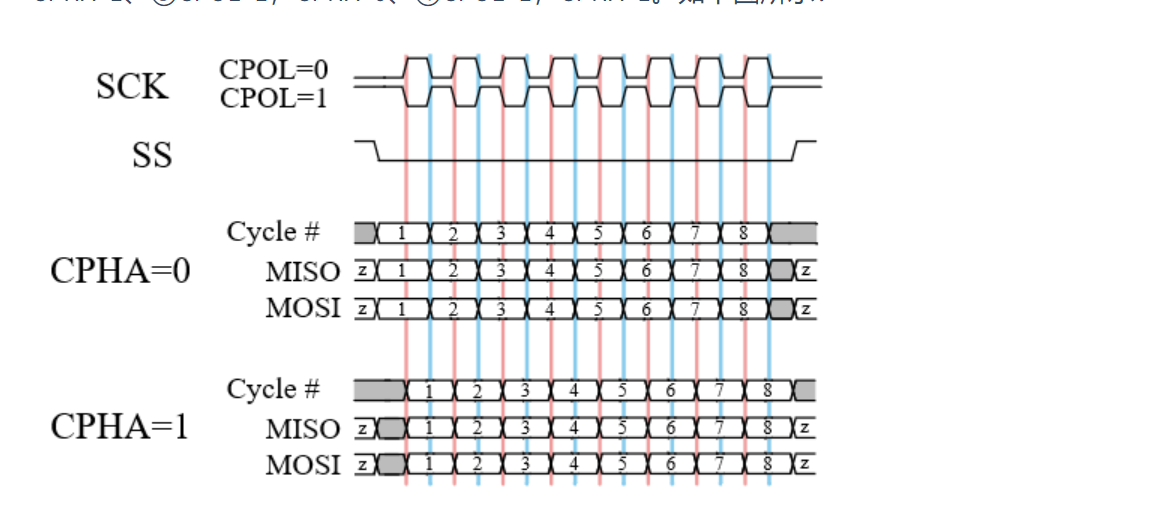 SCK CPOL=0
CPOL=1
SS
Cycle # 1 2 3 4 5 6 7 8
CPHA=0 MISO z 1 2 3 4 5 6 7 8 z
MOSI z 1 2 3 4 5 6 7 8 z
Cycle # 1 2 3 4 5 6 7 8
CPHA=1 MISO z 1 2 3 4 5 6 7 8 z
MOSI z 1 2 3 4 5 6 7 8 z